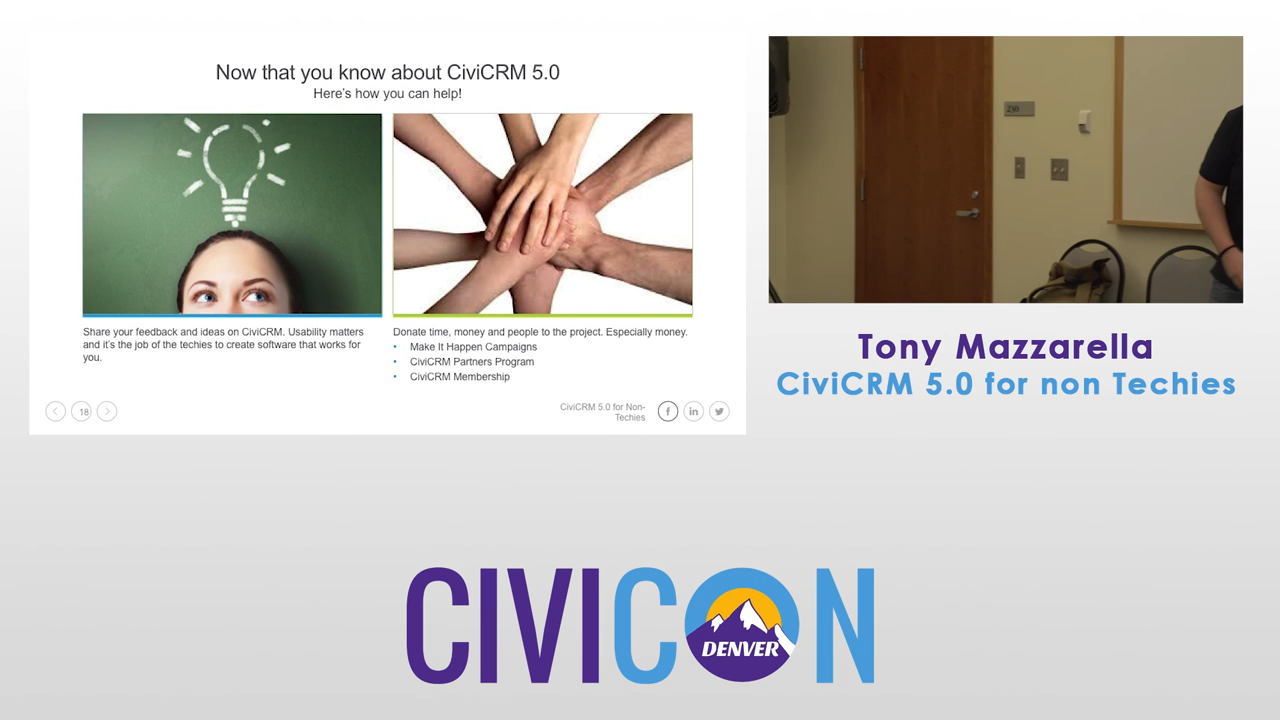 Now that you know about CiviCRM 5.0
Here's how you can help!
Share your feedback and ideas on CiviCRM. Usability matters
and it's the job of the techies to create software that works for
you.
Donate time, money and people to the project. Especially money.
• Make It Happen Campaigns
• CiviCRM Partners Program
• CiviCRM Membership
18
CiviCRM 5.0 for Non-
Techies
f
in
230
Tony Mazzarella
CiviCRM 5.0 for non Techies
CIVICON
DENVER